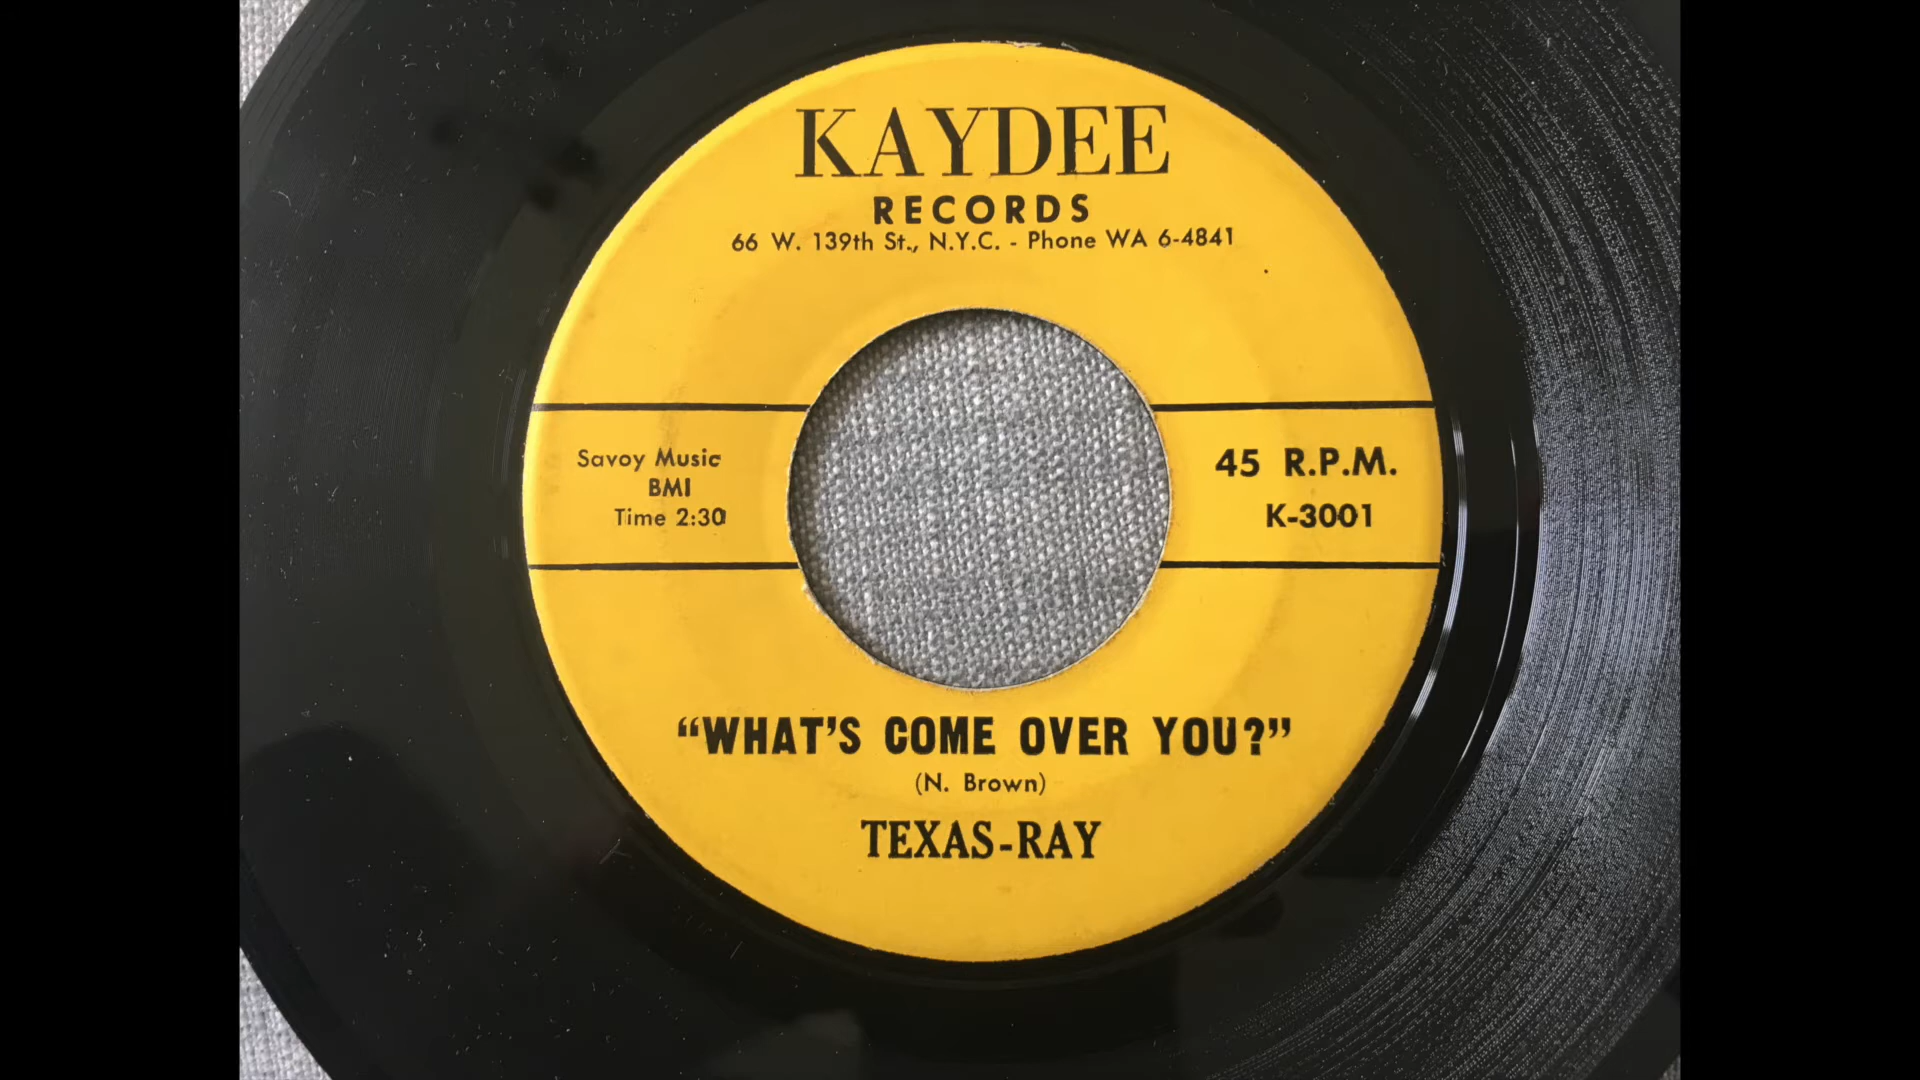 KAYDEE
RECORDS
66 W. 139th St., N.Y.C. - Phone WA 6-4841
Savoy Music
BMI
Time 2:30
45 R.P.M.
K-3001
“WHAT'S COME OVER YOU?”
(N. Brown)
TEXAS-RAY